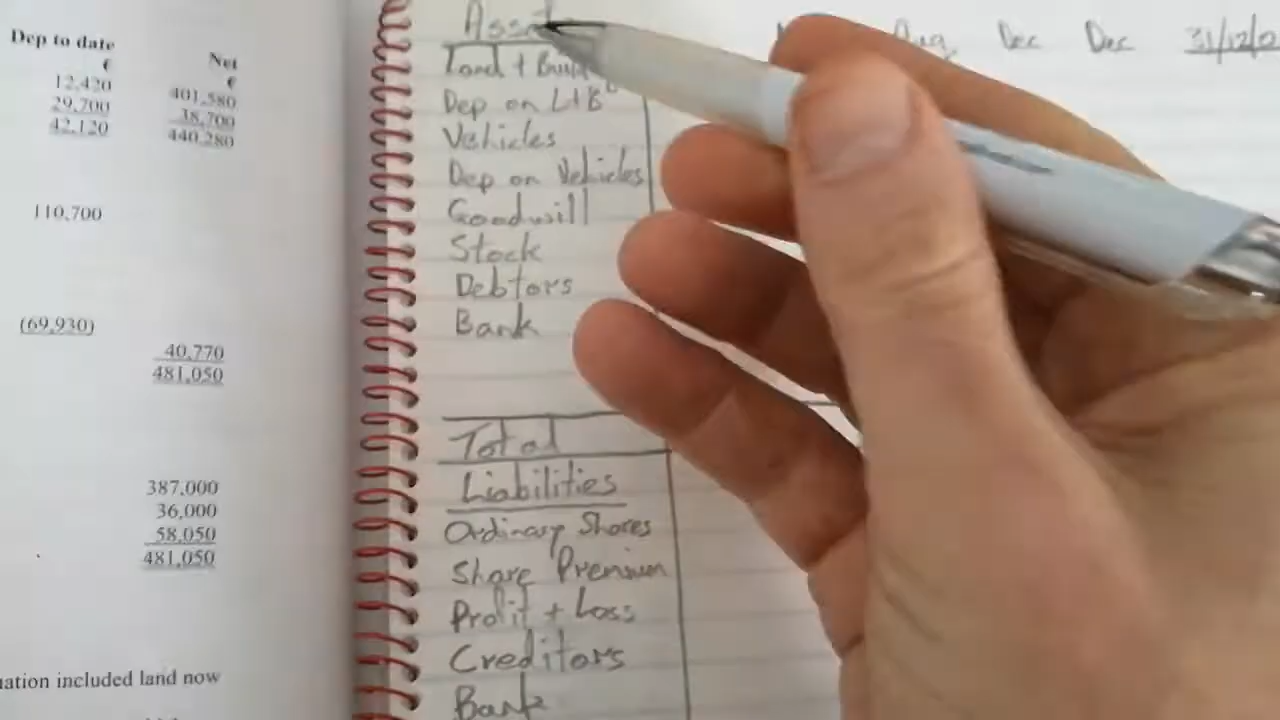 Dep to date
€
Net
€
12,420
401,580
29,700
38,700
42,120
440,280
110,700
(69,930)
40,770
481,050
387,000
36,000
58,050
481,050
uation included land now
Land + Buil
Dep on L+B
Vehicles
Dep on Vehicles
Goodwill
Stock
Debtors
Bank
Total
Liabilities
Ordinary Shares
Share Premium
Profit + Loss
Creditors
Bank
Aug Dec Dec 31/12/0